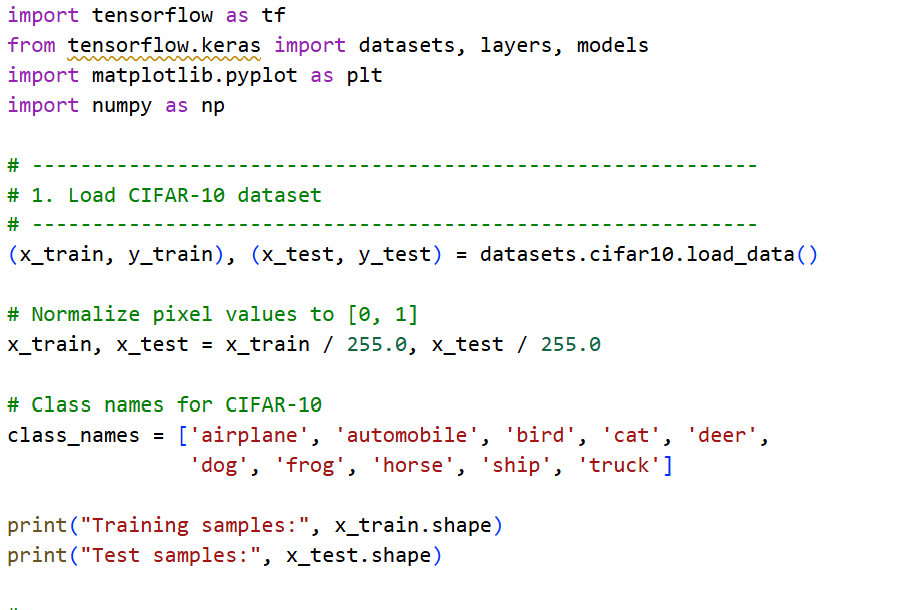 import tensorflow as tf
from tensorflow.keras import datasets, layers, models
import matplotlib.pyplot as plt
import numpy as np
# ------------------------------------------------------------
# 1. Load CIFAR-10 dataset
# ------------------------------------------------------------
(x_train, y_train), (x_test, y_test) = datasets.cifar10.load_data()
# Normalize pixel values to [0, 1]
x_train, x_test = x_train / 255.0, x_test / 255.0
# Class names for CIFAR-10
class_names = ['airplane', 'automobile', 'bird', 'cat', 'deer',
'dog', 'frog', 'horse', 'ship', 'truck']
print("Training samples:", x_train.shape)
print("Test samples:", x_test.shape)